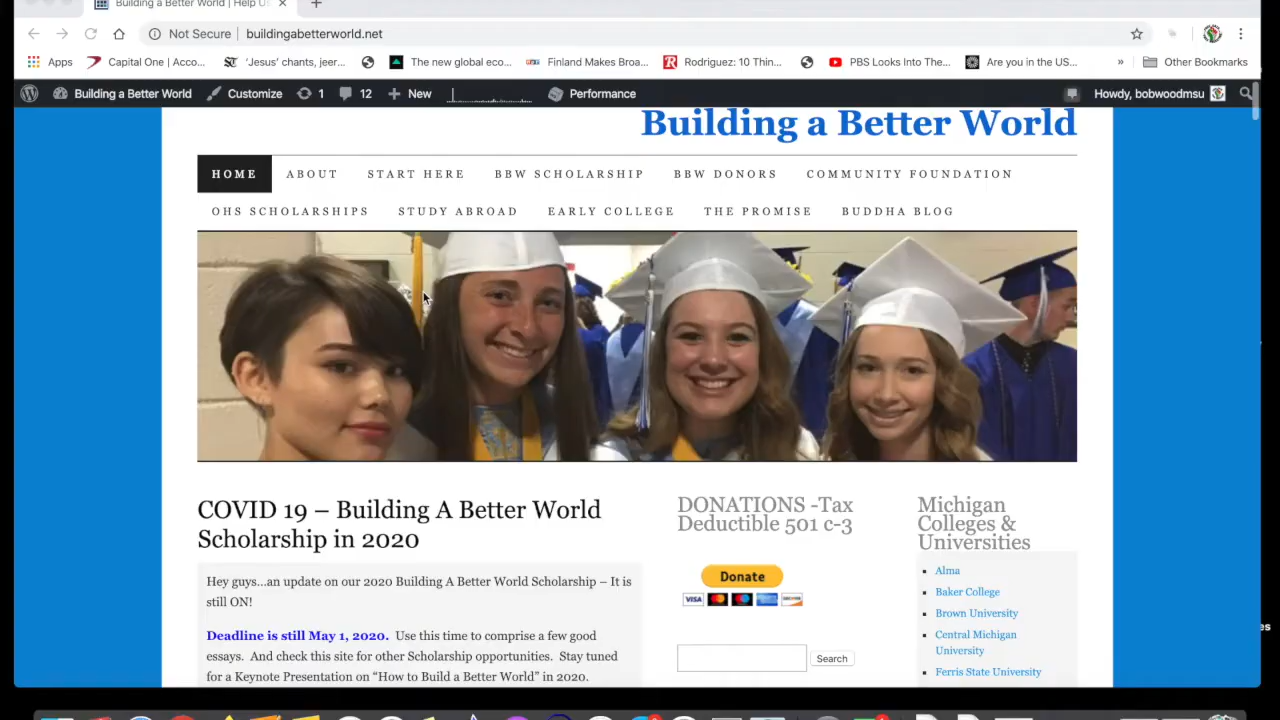 Building a Better World | Help Us
Not Secure | buildingabetterworld.net
Apps Capital One | Acco... 'Jesus' chants, jeer... The new global eco... Finland Makes Broa... Rodriguez: 10 Thin... PBS Looks Into The... Are you in the US... » Other Bookmarks
Building a Better World Customize 1 12 New Performance Howdy, bobwoodmsu
Building a Better World
HOME ABOUT START HERE BBW SCHOLARSHIP BBW DONORS COMMUNITY FOUNDATION
OHS SCHOLARSHIPS STUDY ABROAD EARLY COLLEGE THE PROMISE BUDDHA BLOG
COVID 19 – Building A Better World
Scholarship in 2020
Hey guys...an update on our 2020 Building A Better World Scholarship – It is
still ON!
Deadline is still May 1, 2020. Use this time to comprise a few good
essays. And check this site for other Scholarship opportunities. Stay tuned
for a Keynote Presentation on "How to Build a Better World" in 2020.
DONATIONS -Tax
Deductible 501 c-3
Donate
VISA
Search
Michigan
Colleges &
Universities
Alma
Baker College
Brown University
Central Michigan
University
Ferris State University
es